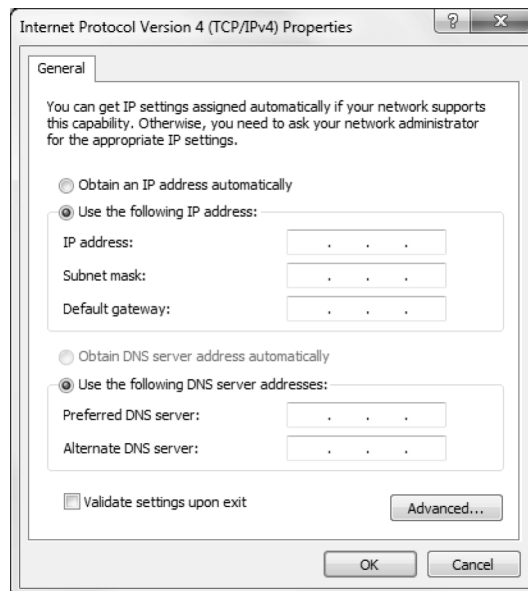 Internet Protocol Version 4 (TCP/IPv4) Properties
?
X
General
You can get IP settings assigned automatically if your network supports
this capability. Otherwise, you need to ask your network administrator
for the appropriate IP settings.
Obtain an IP address automatically
Use the following IP address:
IP address: . . .
Subnet mask: . . .
Default gateway: . . .
Obtain DNS server address automatically
Use the following DNS server addresses:
Preferred DNS server: . . .
Alternate DNS server: . . .
Validate settings upon exit
Advanced...
OK Cancel